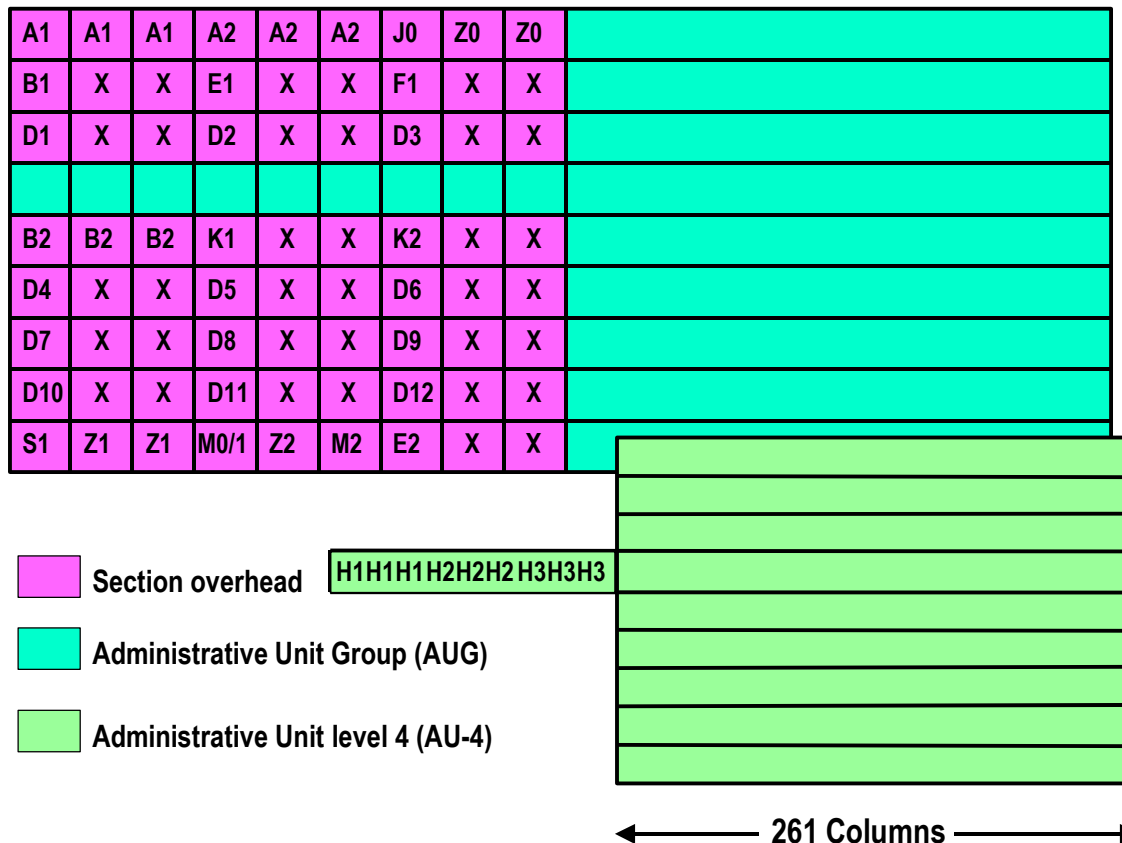 A1 A1 A1 A2 A2 A2 J0 Z0 Z0
B1 X X E1 X X F1 X X
D1 X X D2 X X D3 X X
B2 B2 B2 K1 X X K2 X X
D4 X X D5 X X D6 X X
D7 X X D8 X X D9 X X
D10 X X D11 X X D12 X X
S1 Z1 Z1 M0/1 Z2 M2 E2 X X
H1H1H1H2H2H2H3H3H3
Section overhead
Administrative Unit Group (AUG)
Administrative Unit level 4 (AU-4)
261 Columns